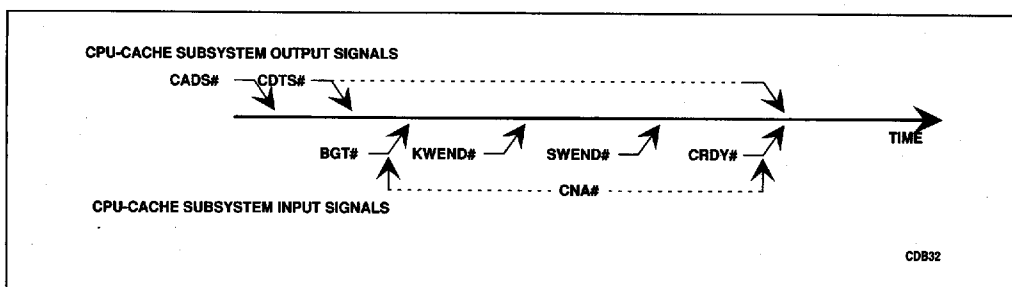 CPU-CACHE SUBSYSTEM OUTPUT SIGNALS
CADS# CDTS#
TIME
BGT# KWEND# SWEND# CRDY#
CNA#
CPU-CACHE SUBSYSTEM INPUT SIGNALS
CDB32